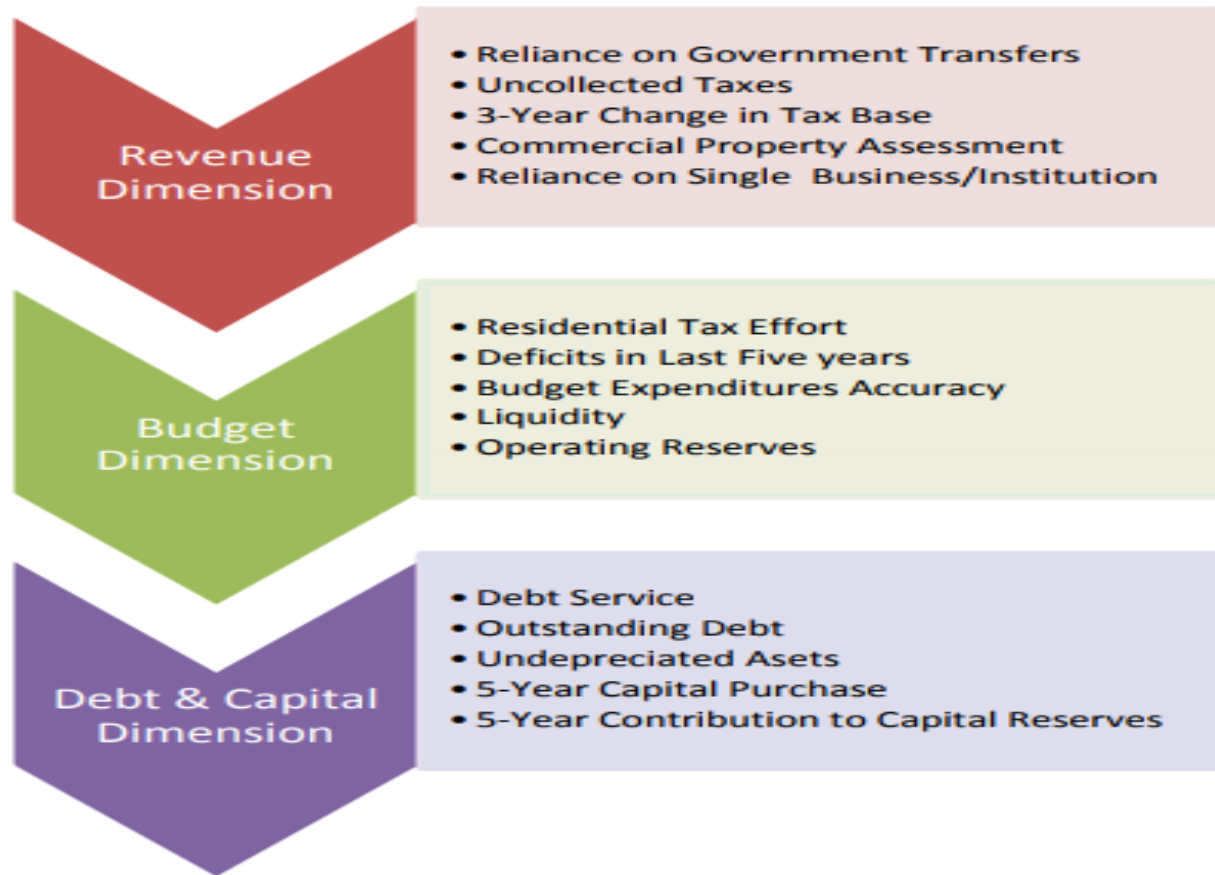 Revenue
Dimension
• Reliance on Government Transfers
• Uncollected Taxes
• 3-Year Change in Tax Base
• Commercial Property Assessment
• Reliance on Single Business/Institution
Budget
Dimension
• Residential Tax Effort
• Deficits in Last Five years
• Budget Expenditures Accuracy
• Liquidity
• Operating Reserves
Debt & Capital
Dimension
• Debt Service
• Outstanding Debt
• Undepreciated Asets
• 5-Year Capital Purchase
• 5-Year Contribution to Capital Reserves